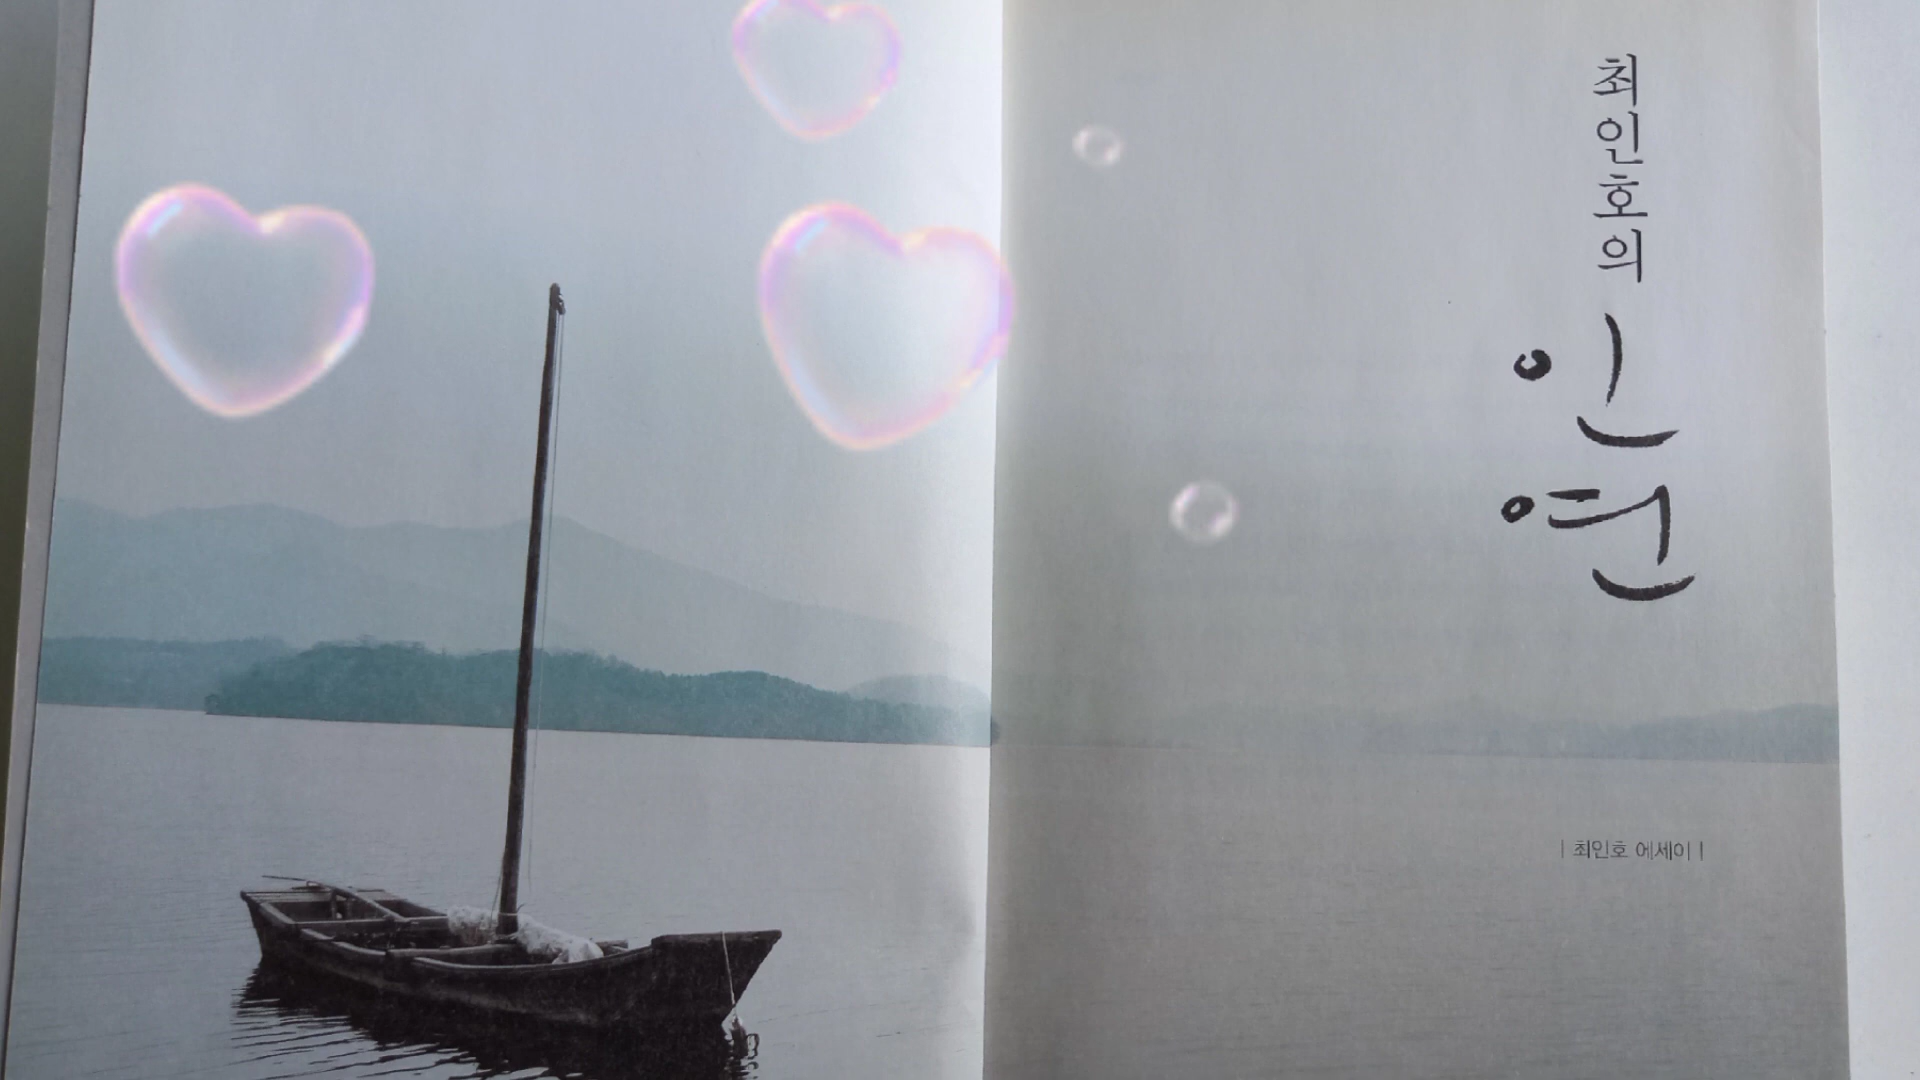 최인호의
인연
| 최인호 에세이 |